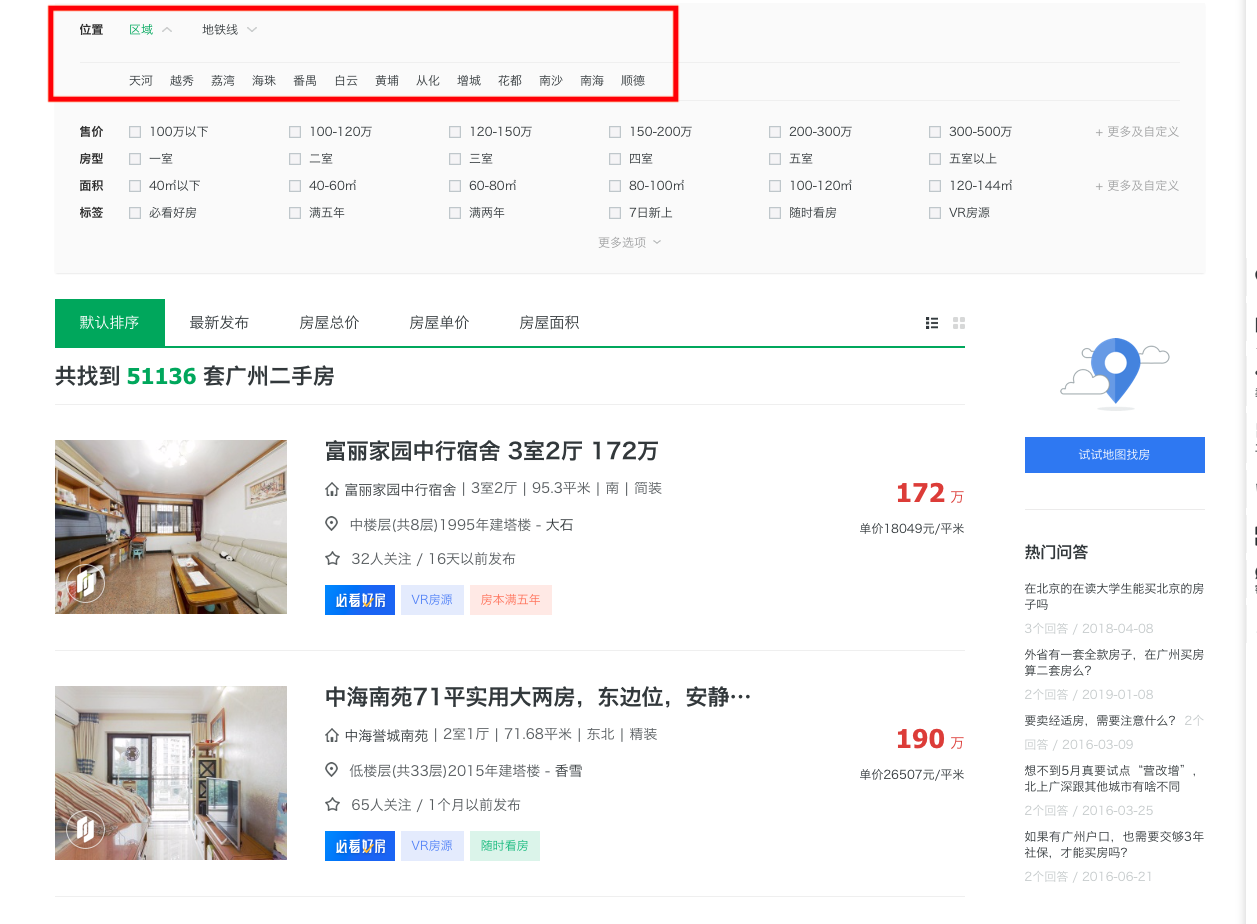 位置 区域 地铁线
天河 越秀 荔湾 海珠 番禺 白云 黄埔 从化 增城 花都 南沙 南海 顺德
售价 100万以下 100-120万 120-150万 150-200万 200-300万 300-500万 + 更多及自定义
房型 一室 二室 三室 四室 五室 五室以上
面积 40㎡以下 40-60㎡ 60-80㎡ 80-100㎡ 100-120㎡ 120-144㎡ + 更多及自定义
标签 必看好房 满五年 满两年 7日新上 随时看房 VR房源
更多选项
默认排序 最新发布 房屋总价 房屋单价 房屋面积
共找到 51136 套广州二手房
富丽家园中行宿舍 3室2厅 172万
富丽家园中行宿舍 | 3室2厅 | 95.3平米 | 南 | 简装
172 万
中楼层(共8层)1995年建塔楼 - 大石
单价18049元/平米
32人关注 / 16天以前发布
必看好房 VR房源 房本满五年
中海南苑71平实用大两房，东边位，安静…
中海誉城南苑 | 2室1厅 | 71.68平米 | 东北 | 精装
190 万
低楼层(共33层)2015年建塔楼 - 香雪
单价26507元/平米
65人关注 / 1个月以前发布
必看好房 VR房源 随时看房
试试地图找房
热门问答
在北京的在读大学生能买北京的房
子吗
3个回答 / 2018-04-08
外省有一套全款房子，在广州买房
算二套房么？
2个回答 / 2019-01-08
要卖经适房，需要注意什么？ 2个
回答 / 2016-03-09
想不到5月真要试点“营改增”，
北上广深跟其他城市有啥不同
2个回答 / 2016-03-25
如果有广州户口，也需要交够3年
社保，才能买房吗？
2个回答 / 2016-06-21